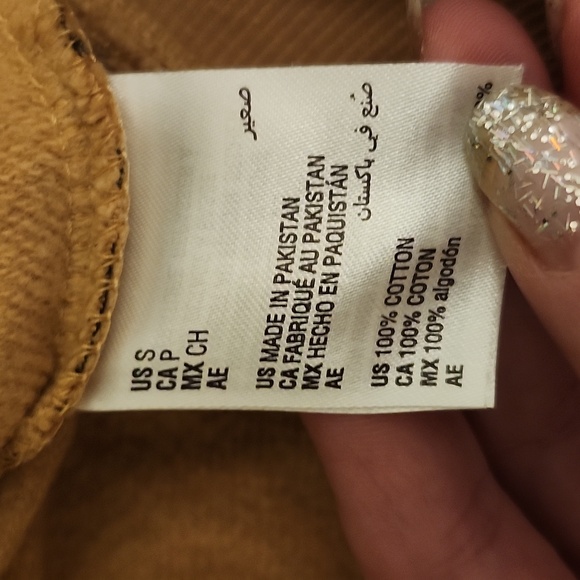 US S
CA P
MX CH
AE صغير
US MADE IN PAKISTAN
CA FABRIQUÉ AU PAKISTAN
MX HECHO EN PAQUISTÁN
AE صُنع في باكستان
US 100% COTTON
CA 100% COTON
MX 100% algodón
AE %